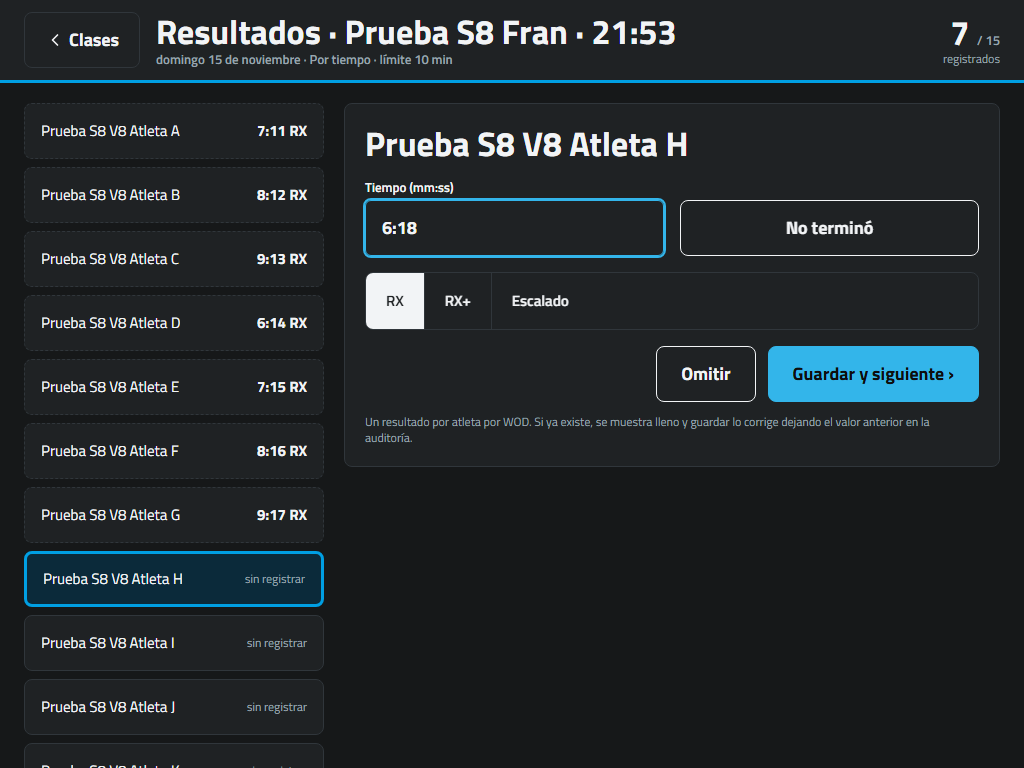 Clases
Resultados · Prueba S8 Fran · 21:53
domingo 15 de noviembre · Por tiempo · límite 10 min
7 / 15
registrados
Prueba S8 V8 Atleta A 7:11 RX
Prueba S8 V8 Atleta B 8:12 RX
Prueba S8 V8 Atleta C 9:13 RX
Prueba S8 V8 Atleta D 6:14 RX
Prueba S8 V8 Atleta E 7:15 RX
Prueba S8 V8 Atleta F 8:16 RX
Prueba S8 V8 Atleta G 9:17 RX
Prueba S8 V8 Atleta H sin registrar
Prueba S8 V8 Atleta I sin registrar
Prueba S8 V8 Atleta J sin registrar
Prueba S8 V8 Atleta H
Tiempo (mm:ss)
6:18
No terminó
RX RX+ Escalado
Omitir
Guardar y siguiente ›
Un resultado por atleta por WOD. Si ya existe, se muestra lleno y guardar lo corrige dejando el valor anterior en la
auditoría.